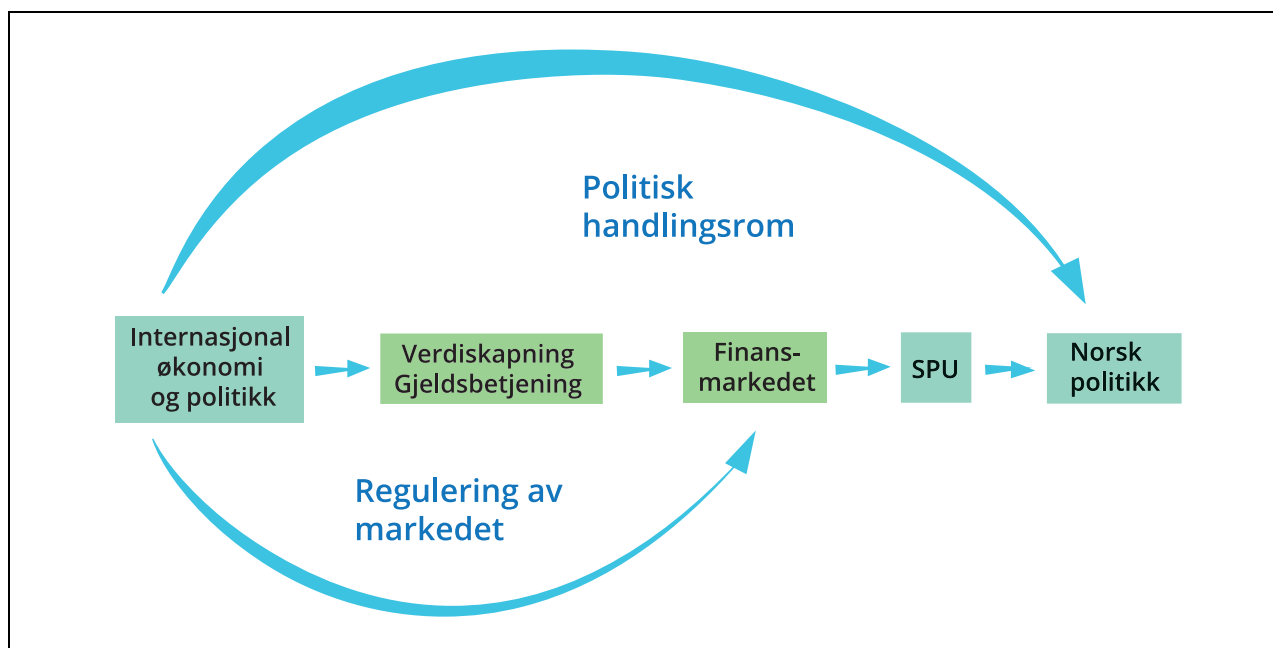 Politisk
handlingsrom
Internasjonal
økonomi
og politikk
Verdiskapning
Gjeldsbetjening
Finans-
markedet
SPU
Norsk
politikk
Regulering av
markedet